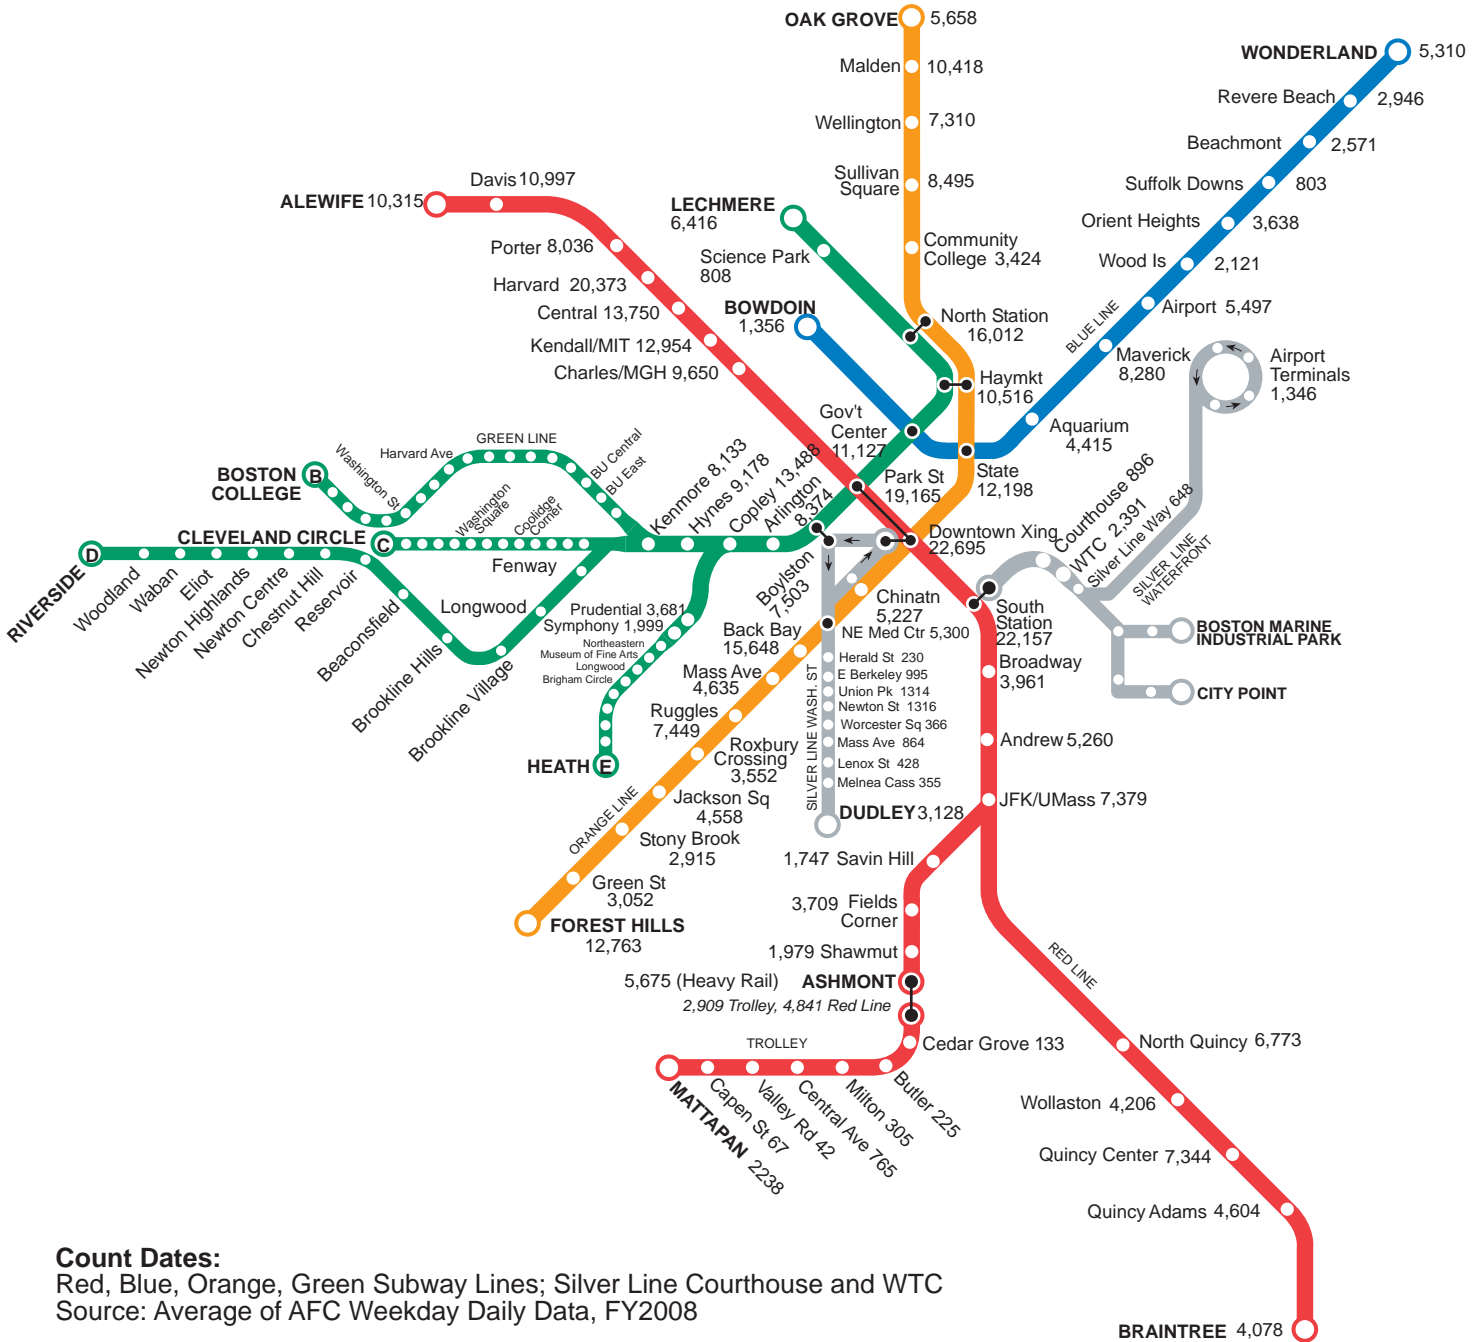 OAK GROVE 5,658
Malden 10,418
Wellington 7,310
Sullivan
Square 8,495
Community
College 3,424
North Station
16,012
Haymkt
10,516
WONDERLAND 5,310
Revere Beach 2,946
Beachmont 2,571
Suffolk Downs 803
Orient Heights 3,638
Wood Is 2,121
Airport 5,497
BLUE LINE
Maverick
8,280
Aquarium
4,415
State
12,198
Airport
Terminals
1,346
ALEWIFE 10,315
Davis 10,997
Porter 8,036
Harvard 20,373
Central 13,750
Kendall/MIT 12,954
Charles/MGH 9,650
LECHMERE
6,416
Science Park
808
BOWDOIN
1,356
Gov't
Center
11,127
Park St
19,165
Downtown Xing
22,695
GREEN LINE
BOSTON
COLLEGE
B
Washington St
Harvard Ave
BU Central
BU East
CLEVELAND CIRCLE
C
Washington
Square
Coolidge
Corner
Kenmore 8,133
Hynes 9,178
Copley 13,488
Arlington
8,374
Boylston
7,503
D
RIVERSIDE
Woodland
Waban
Eliot
Newton Highlands
Newton Centre
Chestnut Hill
Reservoir
Beaconsfield
Brookline Hills
Brookline Village
Longwood
Fenway
Prudential 3,681
Symphony 1,999
Northeastern
Museum of Fine Arts
Longwood
Brigham Circle
HEATH
E
Chinatn
5,227
NE Med Ctr 5,300
Back Bay
15,648
Mass Ave
4,635
Ruggles
7,449
Roxbury
Crossing
3,552
Jackson Sq
4,558
Stony Brook
2,915
Green St
3,052
ORANGE LINE
FOREST HILLS
12,763
SILVER LINE WASH. ST
Herald St 230
E Berkeley 995
Union Pk 1314
Newton St 1316
Worcester Sq 366
Mass Ave 864
Lenox St 428
Melnea Cass 355
DUDLEY 3,128
Courthouse 896
WTC 2,391
Silver Line Way 648
SILVER LINE
WATERFRONT
BOSTON MARINE
INDUSTRIAL PARK
CITY POINT
South
Station
22,157
Broadway
3,961
Andrew 5,260
JFK/UMass 7,379
1,747 Savin Hill
3,709 Fields
Corner
1,979 Shawmut
5,675 (Heavy Rail) ASHMONT
2,909 Trolley, 4,841 Red Line
TROLLEY
Cedar Grove 133
Butler 225
Milton 305
Central Ave 765
Valley Rd 42
Capen St 67
MATTAPAN 2238
RED LINE
North Quincy 6,773
Wollaston 4,206
Quincy Center 7,344
Quincy Adams 4,604
BRAINTREE 4,078
Count Dates:
Red, Blue, Orange, Green Subway Lines; Silver Line Courthouse and WTC
Source: Average of AFC Weekday Daily Data, FY2008